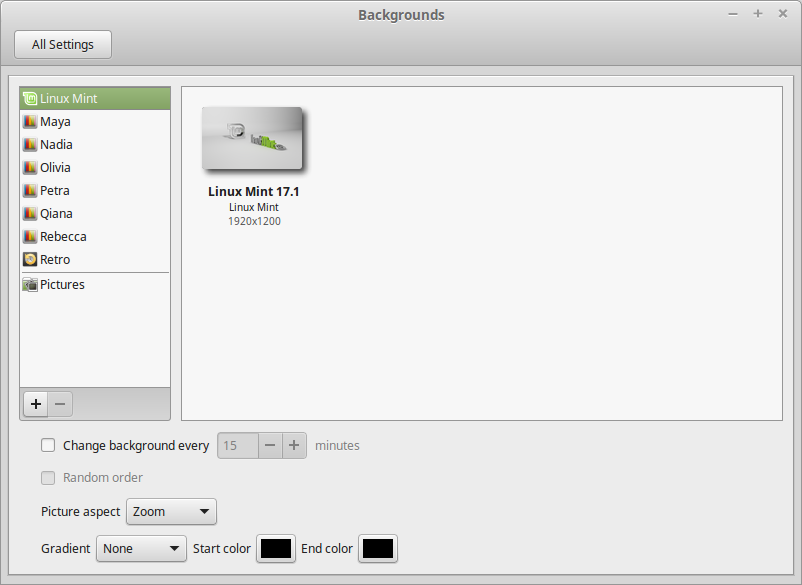 Backgrounds
All Settings
Linux Mint
Maya
Nadia
Olivia
Petra
Qiana
Rebecca
Retro
Pictures
Linux Mint 17.1
Linux Mint
1920x1200
Change background every 15 minutes
Random order
Picture aspect Zoom
Gradient None Start color End color